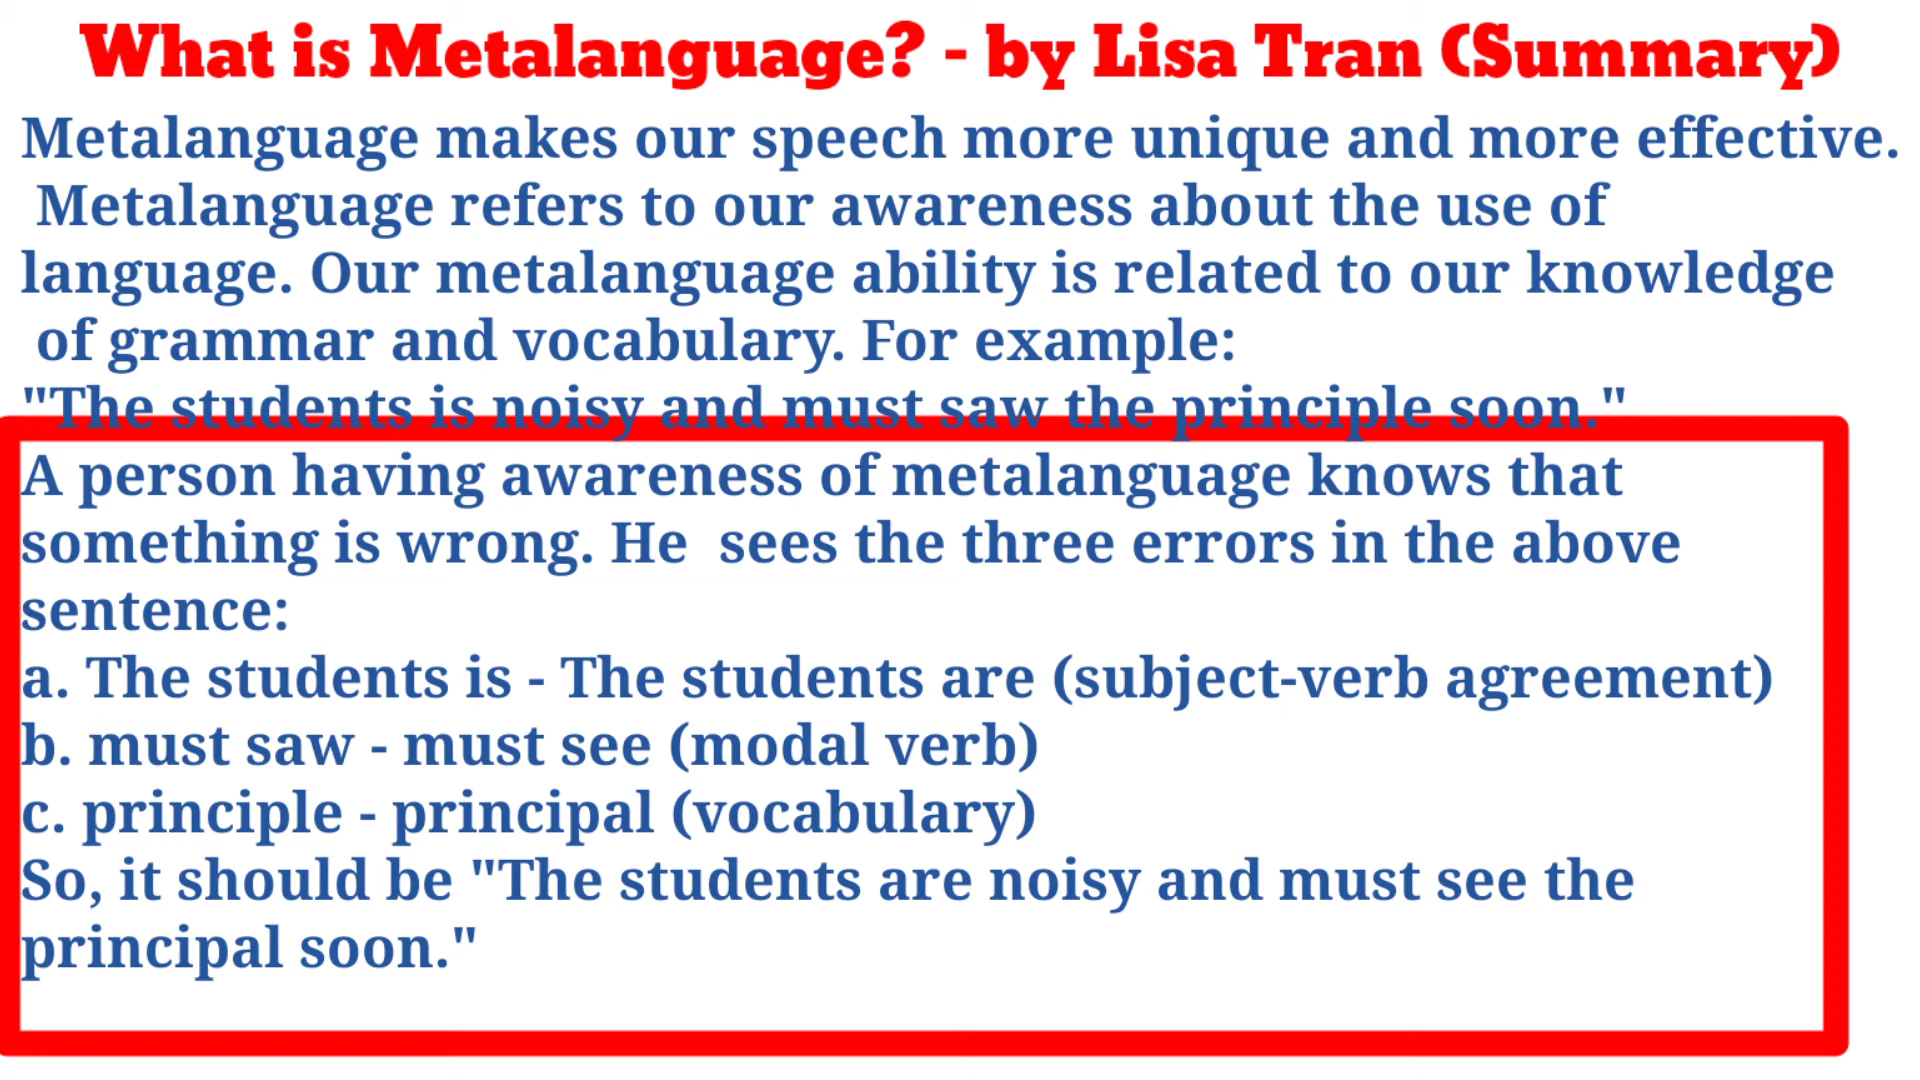 What is Metalanguage? - by Lisa Tran (Summary)
Metalanguage makes our speech more unique and more effective.
Metalanguage refers to our awareness about the use of
language. Our metalanguage ability is related to our knowledge
of grammar and vocabulary. For example:
"The students is noisy and must saw the principle soon."
A person having awareness of metalanguage knows that
something is wrong. He  sees the three errors in the above
sentence:
a. The students is - The students are (subject-verb agreement)
b. must saw - must see (modal verb)
c. principle - principal (vocabulary)
So, it should be "The students are noisy and must see the
principal soon."